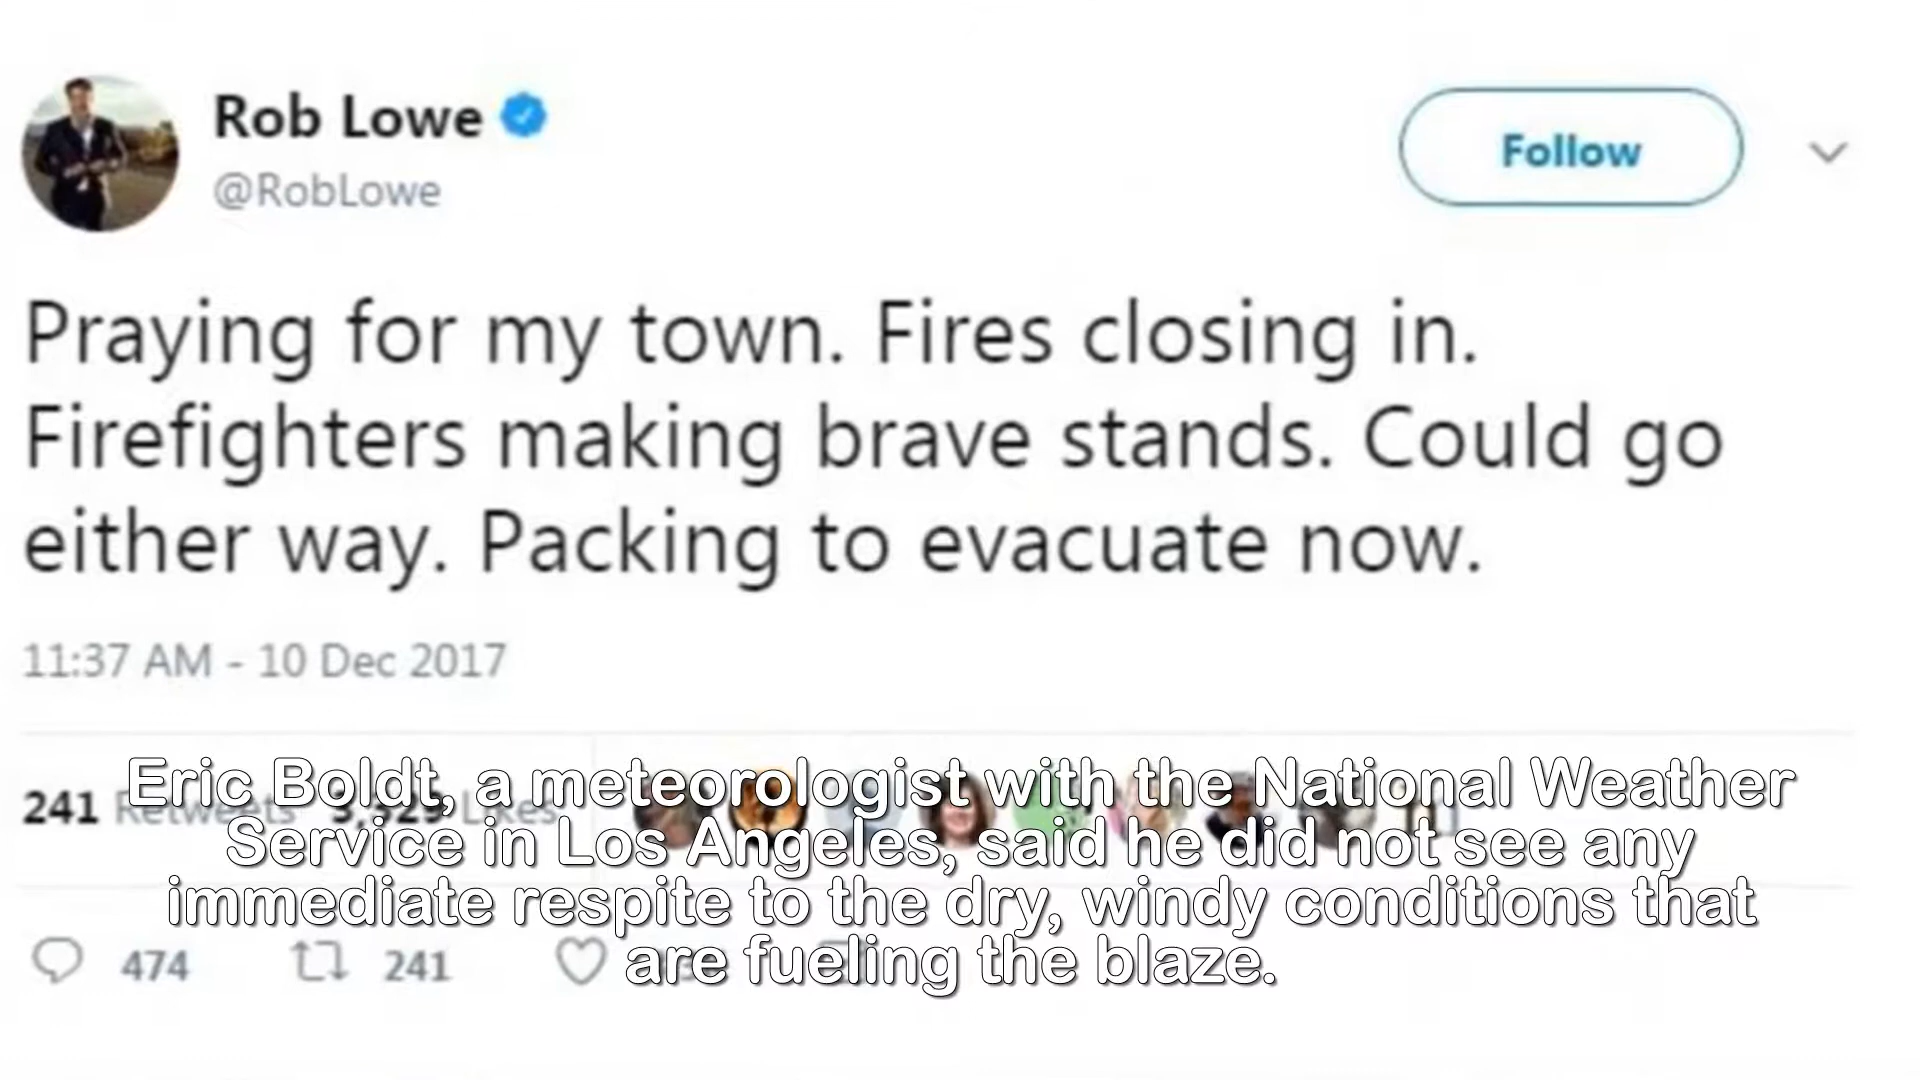 Rob Lowe
@RobLowe
Follow
Praying for my town. Fires closing in.
Firefighters making brave stands. Could go
either way. Packing to evacuate now.
11:37 AM - 10 Dec 2017
241 Retweets Likes
Eric Boldt, a meteorologist with the National Weather
Service in Los Angeles, said he did not see any
immediate respite to the dry, windy conditions that
are fueling the blaze.
474 241